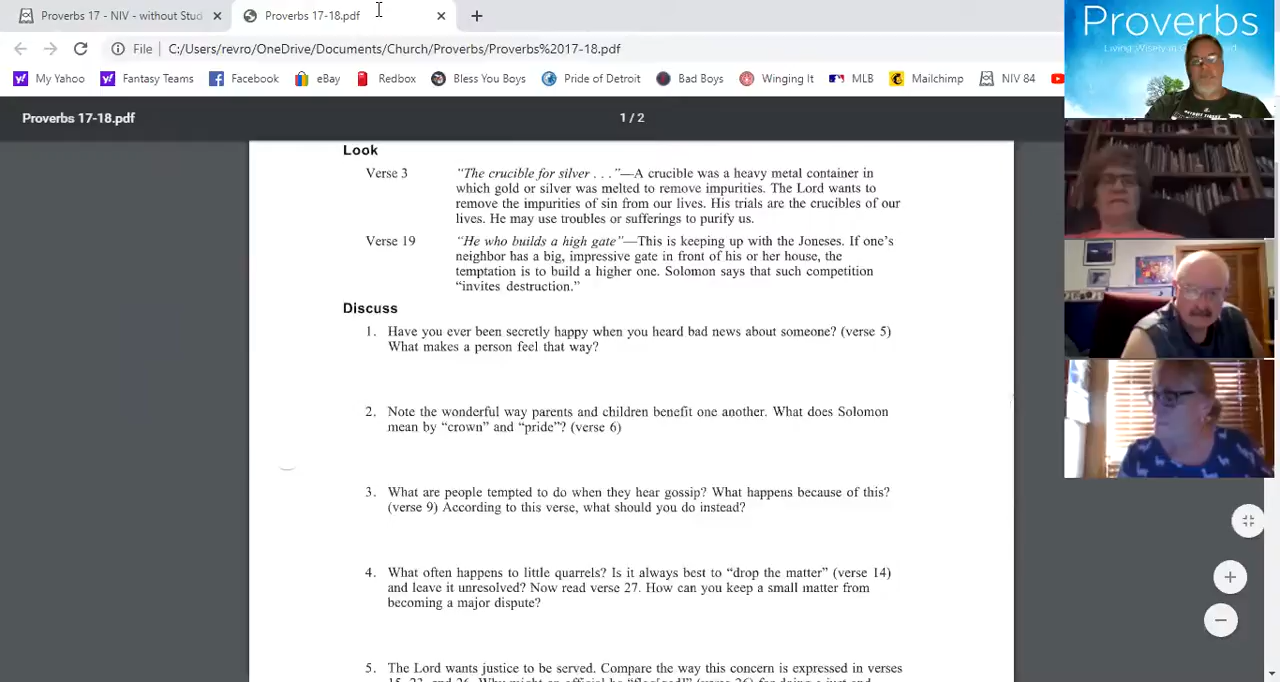 Proverbs 17 - NIV - without Stud
Proverbs 17-18.pdf
File
C:/Users/revro/OneDrive/Documents/Church/Proverbs/Proverbs%2017-18.pdf
My Yahoo
Fantasy Teams
Facebook
eBay
Redbox
Bless You Boys
Pride of Detroit
Bad Boys
Winging It
MLB
Mailchimp
NIV 84
Proverbs 17-18.pdf
1 / 2
Look
Verse 3 “The crucible for silver . . .”—A crucible was a heavy metal container in
which gold or silver was melted to remove impurities. The Lord wants to
remove the impurities of sin from our lives. His trials are the crucibles of our
lives. He may use troubles or sufferings to purify us.
Verse 19 “He who builds a high gate”—This is keeping up with the Joneses. If one’s
neighbor has a big, impressive gate in front of his or her house, the
temptation is to build a higher one. Solomon says that such competition
“invites destruction.”
Discuss
1. Have you ever been secretly happy when you heard bad news about someone? (verse 5)
What makes a person feel that way?
2. Note the wonderful way parents and children benefit one another. What does Solomon
mean by “crown” and “pride”? (verse 6)
3. What are people tempted to do when they hear gossip? What happens because of this?
(verse 9) According to this verse, what should you do instead?
4. What often happens to little quarrels? Is it always best to “drop the matter” (verse 14)
and leave it unresolved? Now read verse 27. How can you keep a small matter from
becoming a major dispute?
5. The Lord wants justice to be served. Compare the way this concern is expressed in verses
Proverbs
Living Wisely